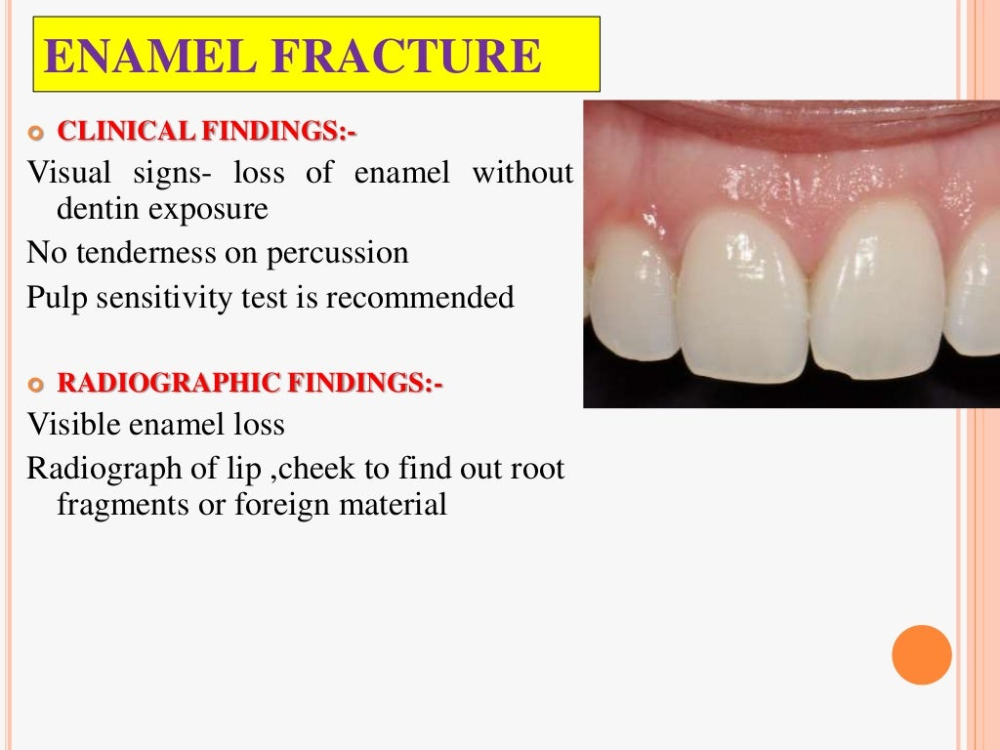 ENAMEL FRACTURE
CLINICAL FINDINGS:-
Visual signs- loss of enamel without
dentin exposure
No tenderness on percussion
Pulp sensitivity test is recommended
RADIOGRAPHIC FINDINGS:-
Visible enamel loss
Radiograph of lip ,cheek to find out root
fragments or foreign material